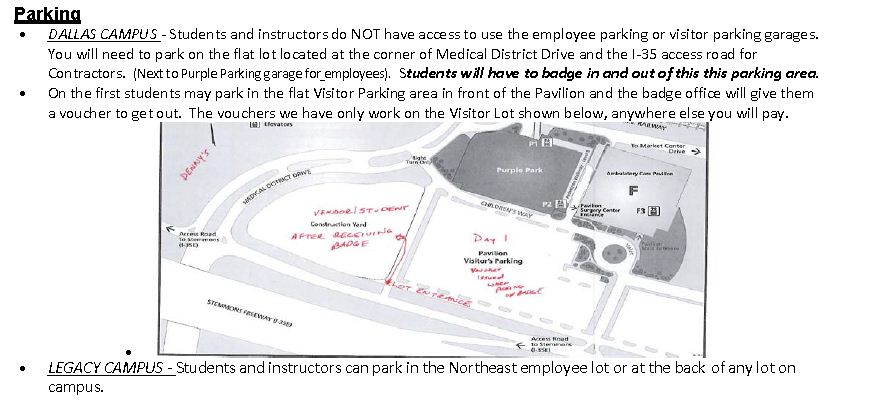 Parking
• DALLAS CAMPUS - Students and instructors do NOT have access to use the employee parking or visitor parking garages.
You will need to park on the flat lot located at the corner of Medical District Drive and the I-35 access road for
Contractors. (Next to Purple Parking garage for employees). Students will have to badge in and out of this this parking area.
• On the first students may park in the flat Visitor Parking area in front of the Pavilion and the badge office will give them
a voucher to get out. The vouchers we have only work on the Visitor Lot shown below, anywhere else you will pay.
Elevators
RAILWAY
DENNY'S
P1
To Market Center
Drive
Right
Turn Only
MEDICAL DISTRICT DRIVE
Purple Park
Ambulatory Care Pavilion
F
CHILDREN'S WAY
P2
Pavilion
Surgery Center
Entrance
F3
VENDOR/STUDENT
Construction Yard
AFTER RECEIVING
BADGE
Access Road
to Stemmons
(I-35E)
Day 1
Pavilion
Visitor's Parking
VOUCHER
ISSUED
WHEN
PICKING
UP BADGE
LOT ENTRANCE
STEMMONS FREEWAY (I-35E)
Access Road
to Stemmons
(I-35E)
•
• LEGACY CAMPUS - Students and instructors can park in the Northeast employee lot or at the back of any lot on
campus.